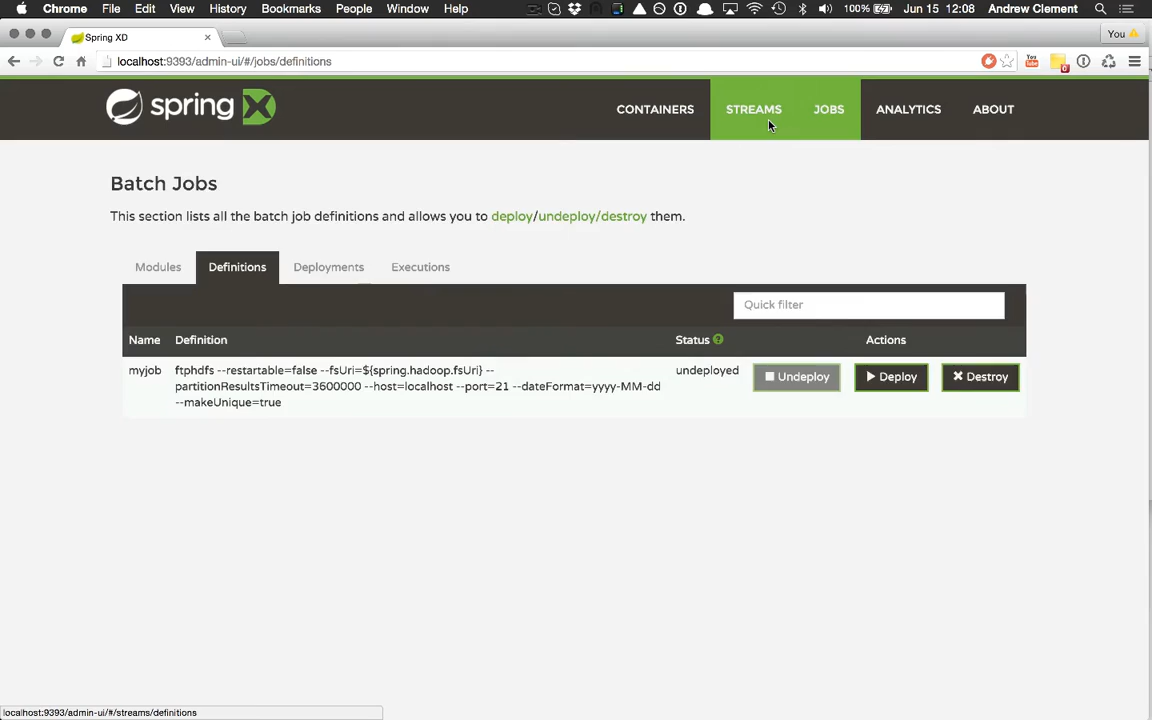 Chrome File Edit View History Bookmarks People Window Help 100% Jun 15 12:08 Andrew Clement
Spring XD
You
localhost:9393/admin-ui/#/jobs/definitions
spring XD
CONTAINERS STREAMS JOBS ANALYTICS ABOUT
Batch Jobs
This section lists all the batch job definitions and allows you to deploy/undeploy/destroy them.
Modules Definitions Deployments Executions
Quick filter
Name Definition Status Actions
myjob ftphdfs --restartable=false --fsUri=${spring.hadoop.fsUri} -- undeployed Undeploy Deploy Destroy
partitionResultsTimeout=3600000 --host=localhost --port=21 --dateFormat=yyyy-MM-dd
--makeUnique=true
localhost:9393/admin-ui/#/streams/definitions